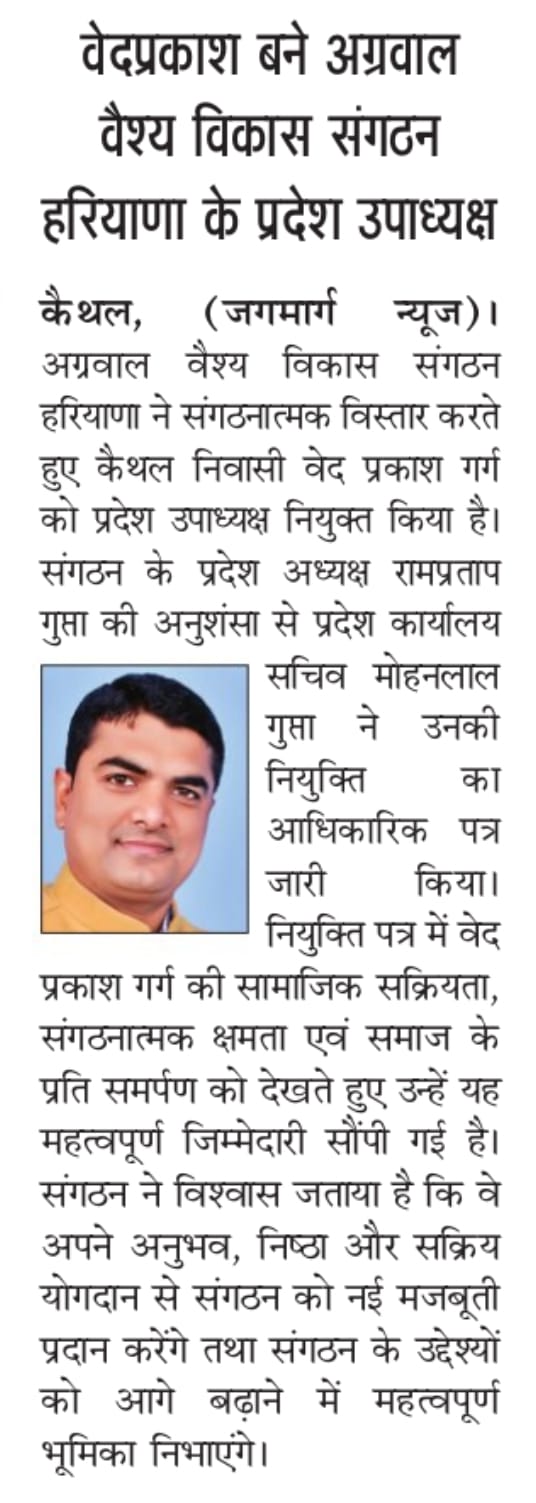 वेदप्रकाश बने अग्रवाल
वैश्य विकास संगठन
हरियाणा के प्रदेश उपाध्यक्ष
कैथल, (जगमार्ग न्यूज)।
अग्रवाल वैश्य विकास संगठन
हरियाणा ने संगठनात्मक विस्तार करते
हुए कैथल निवासी वेद प्रकाश गर्ग
को प्रदेश उपाध्यक्ष नियुक्त किया है।
संगठन के प्रदेश अध्यक्ष रामप्रताप
गुप्ता की अनुशंसा से प्रदेश कार्यालय
सचिव मोहनलाल
गुप्ता ने उनकी
नियुक्ति का
आधिकारिक पत्र
जारी किया।
नियुक्ति पत्र में वेद
प्रकाश गर्ग की सामाजिक सक्रियता,
संगठनात्मक क्षमता एवं समाज के
प्रति समर्पण को देखते हुए उन्हें यह
महत्वपूर्ण जिम्मेदारी सौंपी गई है।
संगठन ने विश्वास जताया है कि वे
अपने अनुभव, निष्ठा और सक्रिय
योगदान से संगठन को नई मजबूती
प्रदान करेंगे तथा संगठन के उद्देश्यों
को आगे बढ़ाने में महत्वपूर्ण
भूमिका निभाएंगे।